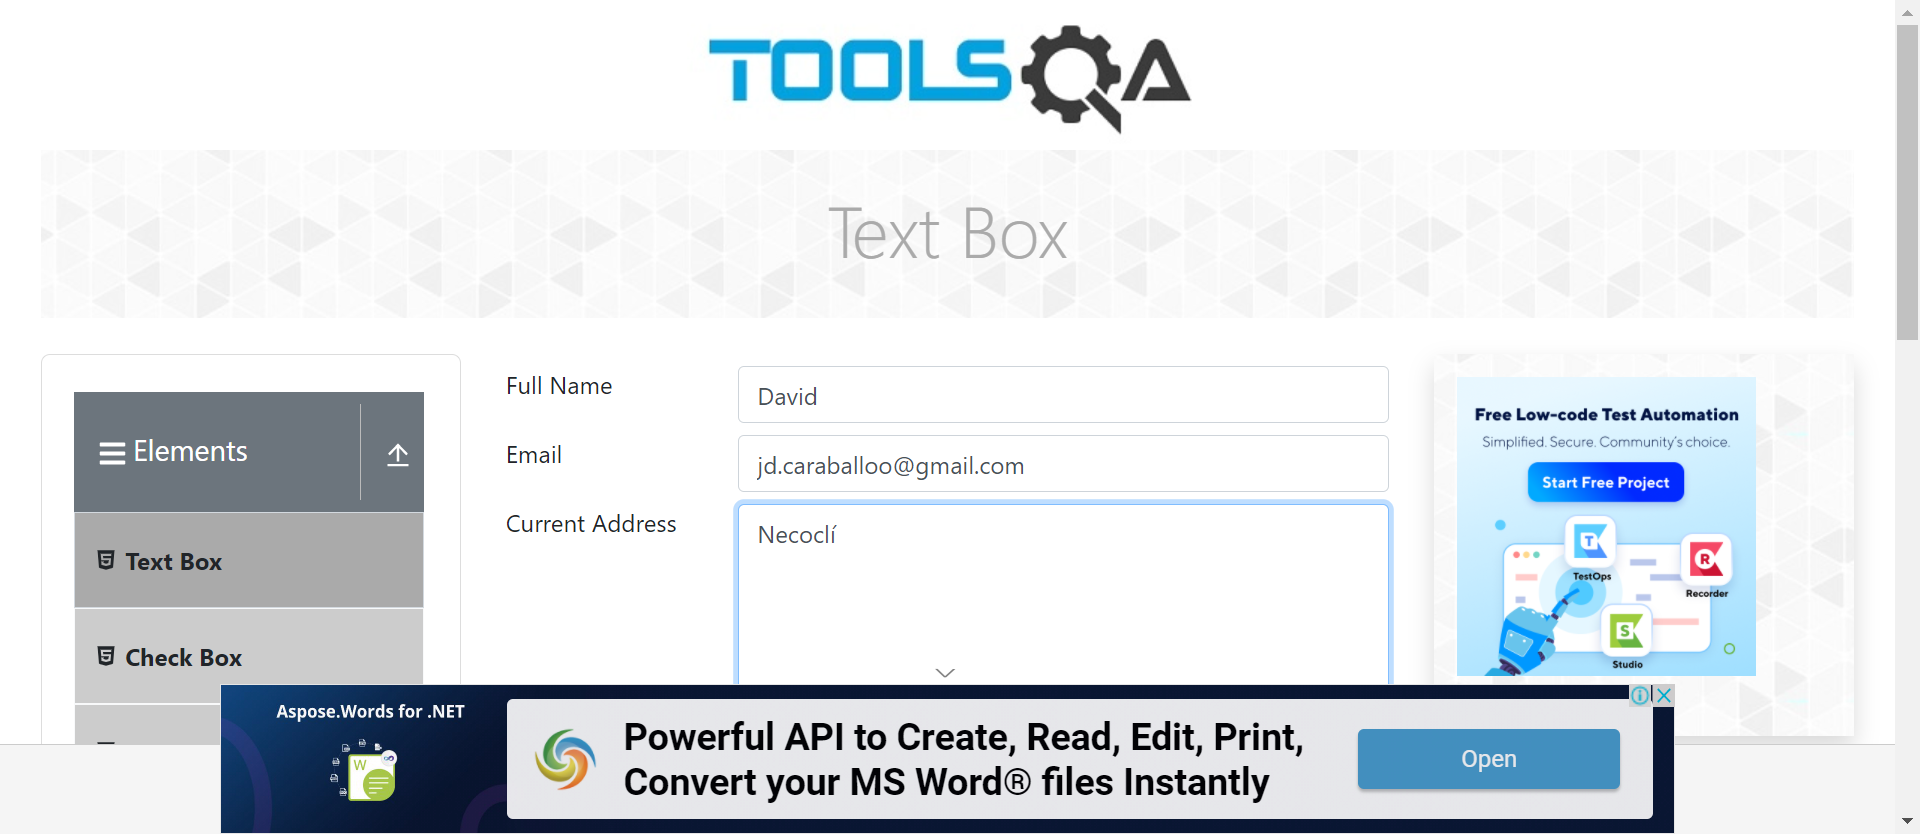 TOOLSQA
Text Box
Elements
Text Box
Check Box
Full Name
David
Email
jd.caraballoo@gmail.com
Current Address
Necoclí
Free Low-code Test Automation
Simplified. Secure. Community's choice.
Start Free Project
TestOps
Recorder
Studio
Aspose.Words for .NET
Powerful API to Create, Read, Edit, Print,
Convert your MS Word® files Instantly
Open